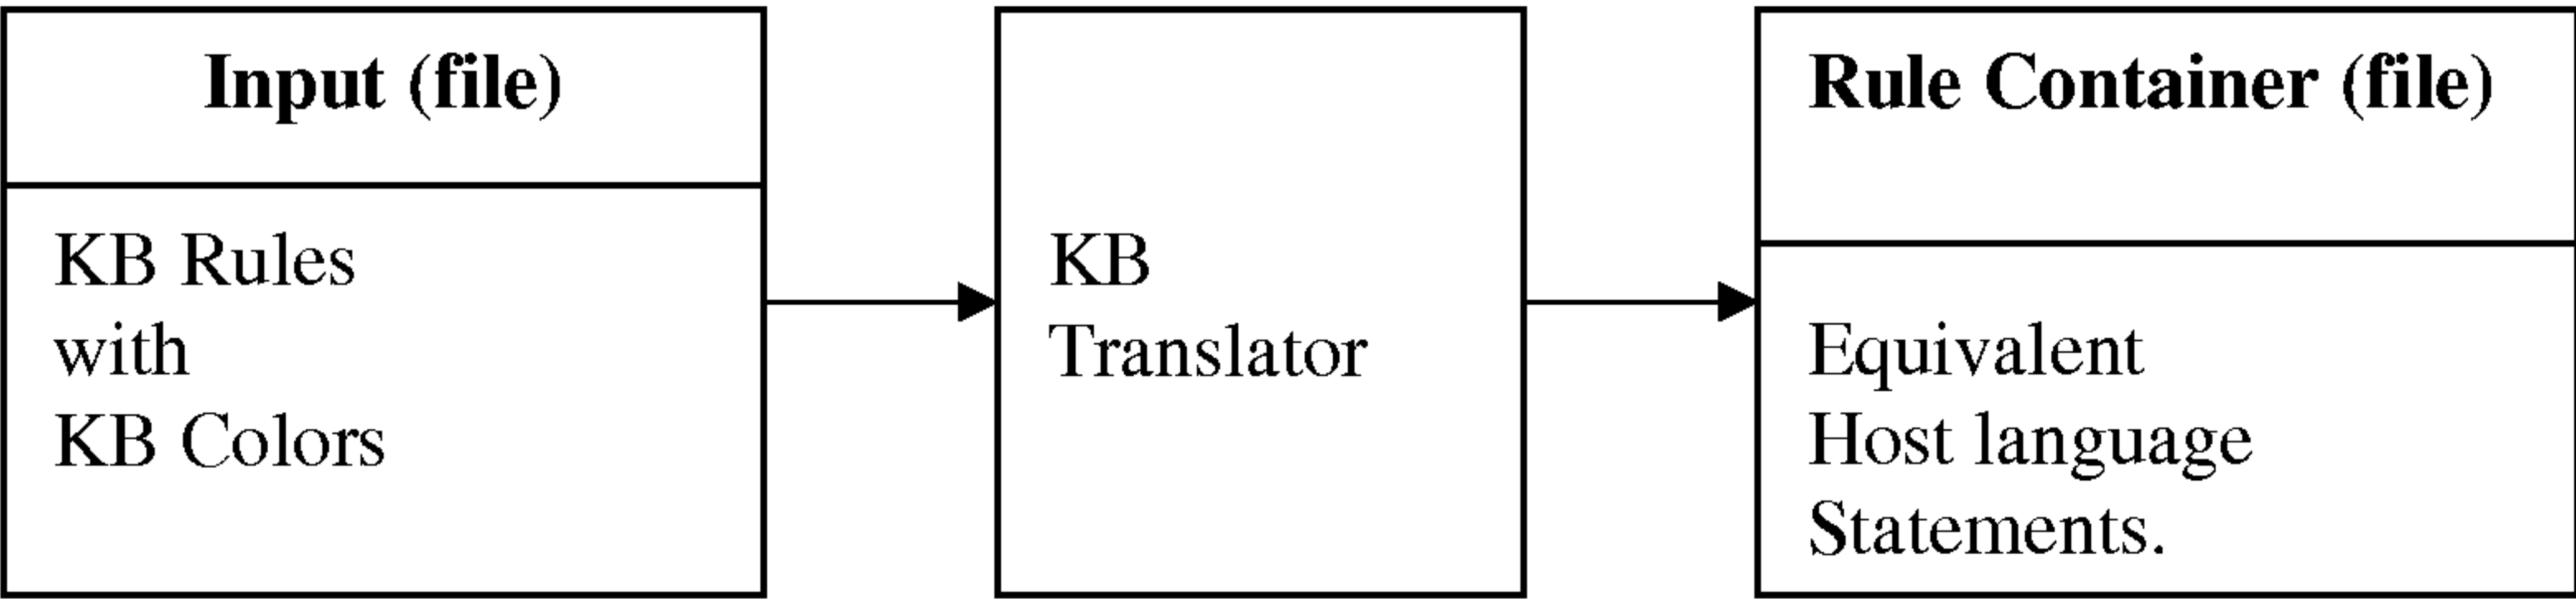 Input (file)
KB Rules
with
KB Colors
KB
Translator
Rule Container (file)
Equivalent
Host language
Statements.